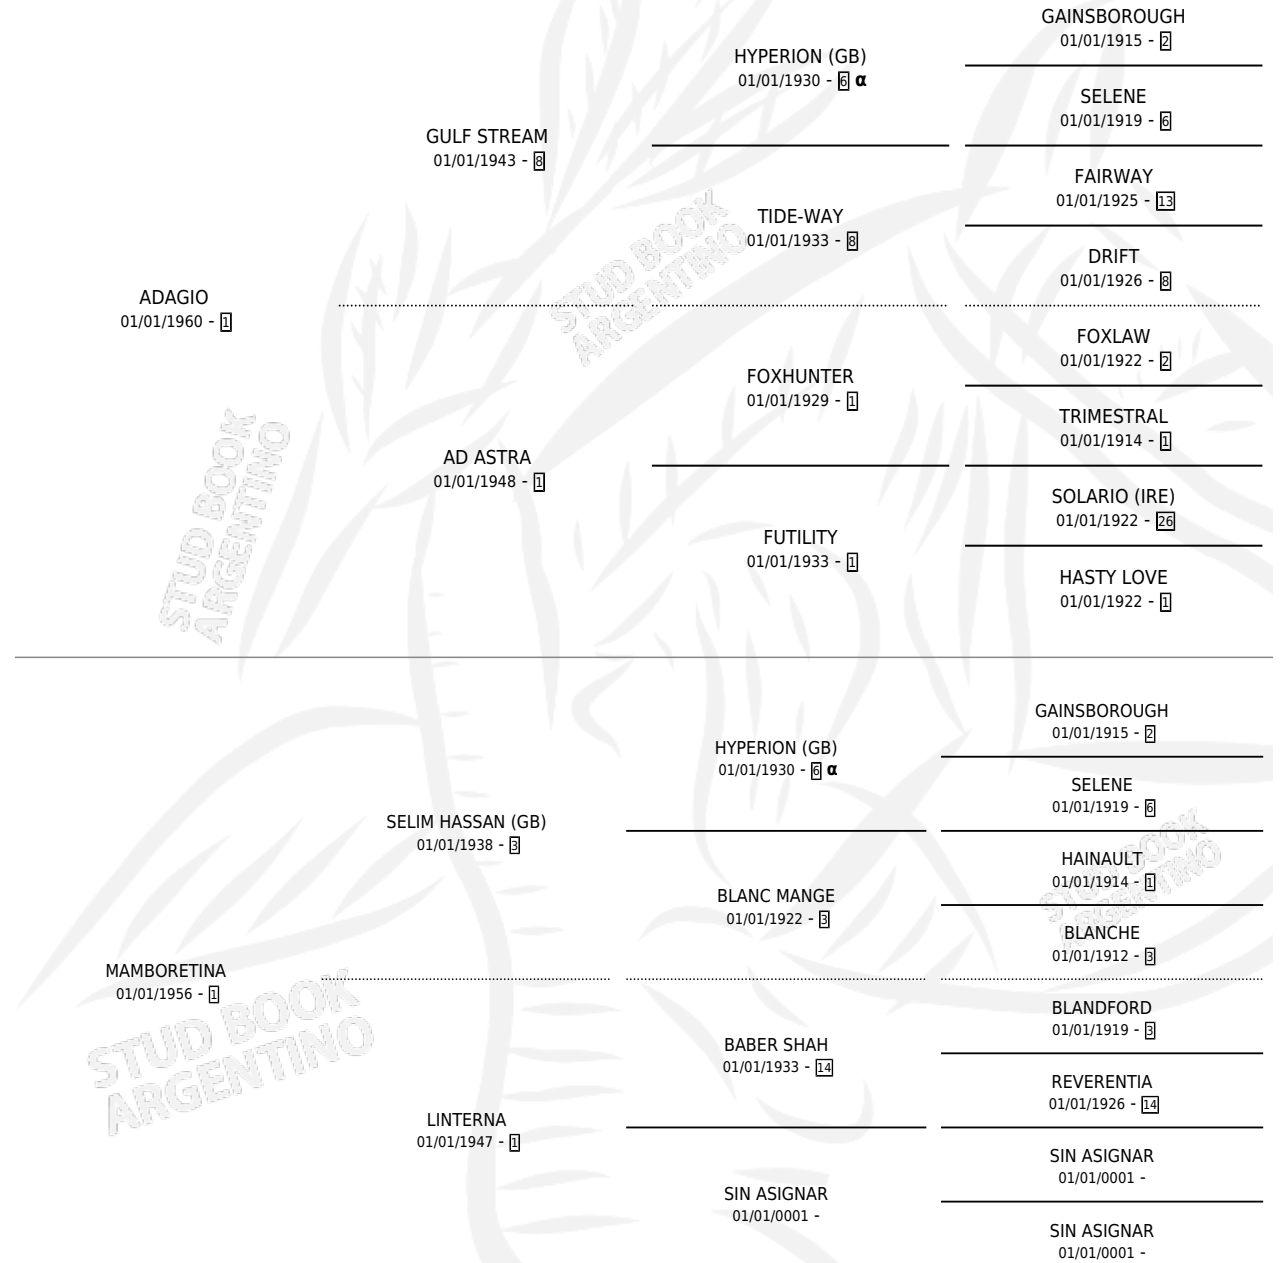 GAINSBOROUGH
01/01/1915 - 2
HYPERION (GB)
01/01/1930 - 6 α
SELENE
01/01/1919 - 6
GULF STREAM
01/01/1943 - 8
FAIRWAY
01/01/1925 - 13
TIDE-WAY
01/01/1933 - 8
DRIFT
01/01/1926 - 8
STUD BOOK
ARGENTINO
ADAGIO
01/01/1960 - 1
FOXLAW
01/01/1922 - 2
FOXHUNTER
01/01/1929 - 1
TRIMESTRAL
01/01/1914 - 1
AD ASTRA
01/01/1948 - 1
SOLARIO (IRE)
01/01/1922 - 26
FUTILITY
01/01/1933 - 1
HASTY LOVE
01/01/1922 - 1
STUD BOOK
ARGENTINO
GAINSBOROUGH
01/01/1915 - 2
HYPERION (GB)
01/01/1930 - 6 α
SELENE
01/01/1919 - 6
SELIM HASSAN (GB)
01/01/1938 - 3
HAINAULT
01/01/1914 - 1
BLANC MANGE
01/01/1922 - 3
BLANCHE
01/01/1912 - 3
STUD BOOK
ARGENTINO
MAMBORETINA
01/01/1956 - 1
BLANDFORD
01/01/1919 - 3
BABER SHAH
01/01/1933 - 14
REVERENTIA
01/01/1926 - 14
STUD BOOK
ARGENTINO
LINTERNA
01/01/1947 - 1
SIN ASIGNAR
01/01/0001 -
SIN ASIGNAR
01/01/0001 -
SIN ASIGNAR
01/01/0001 -